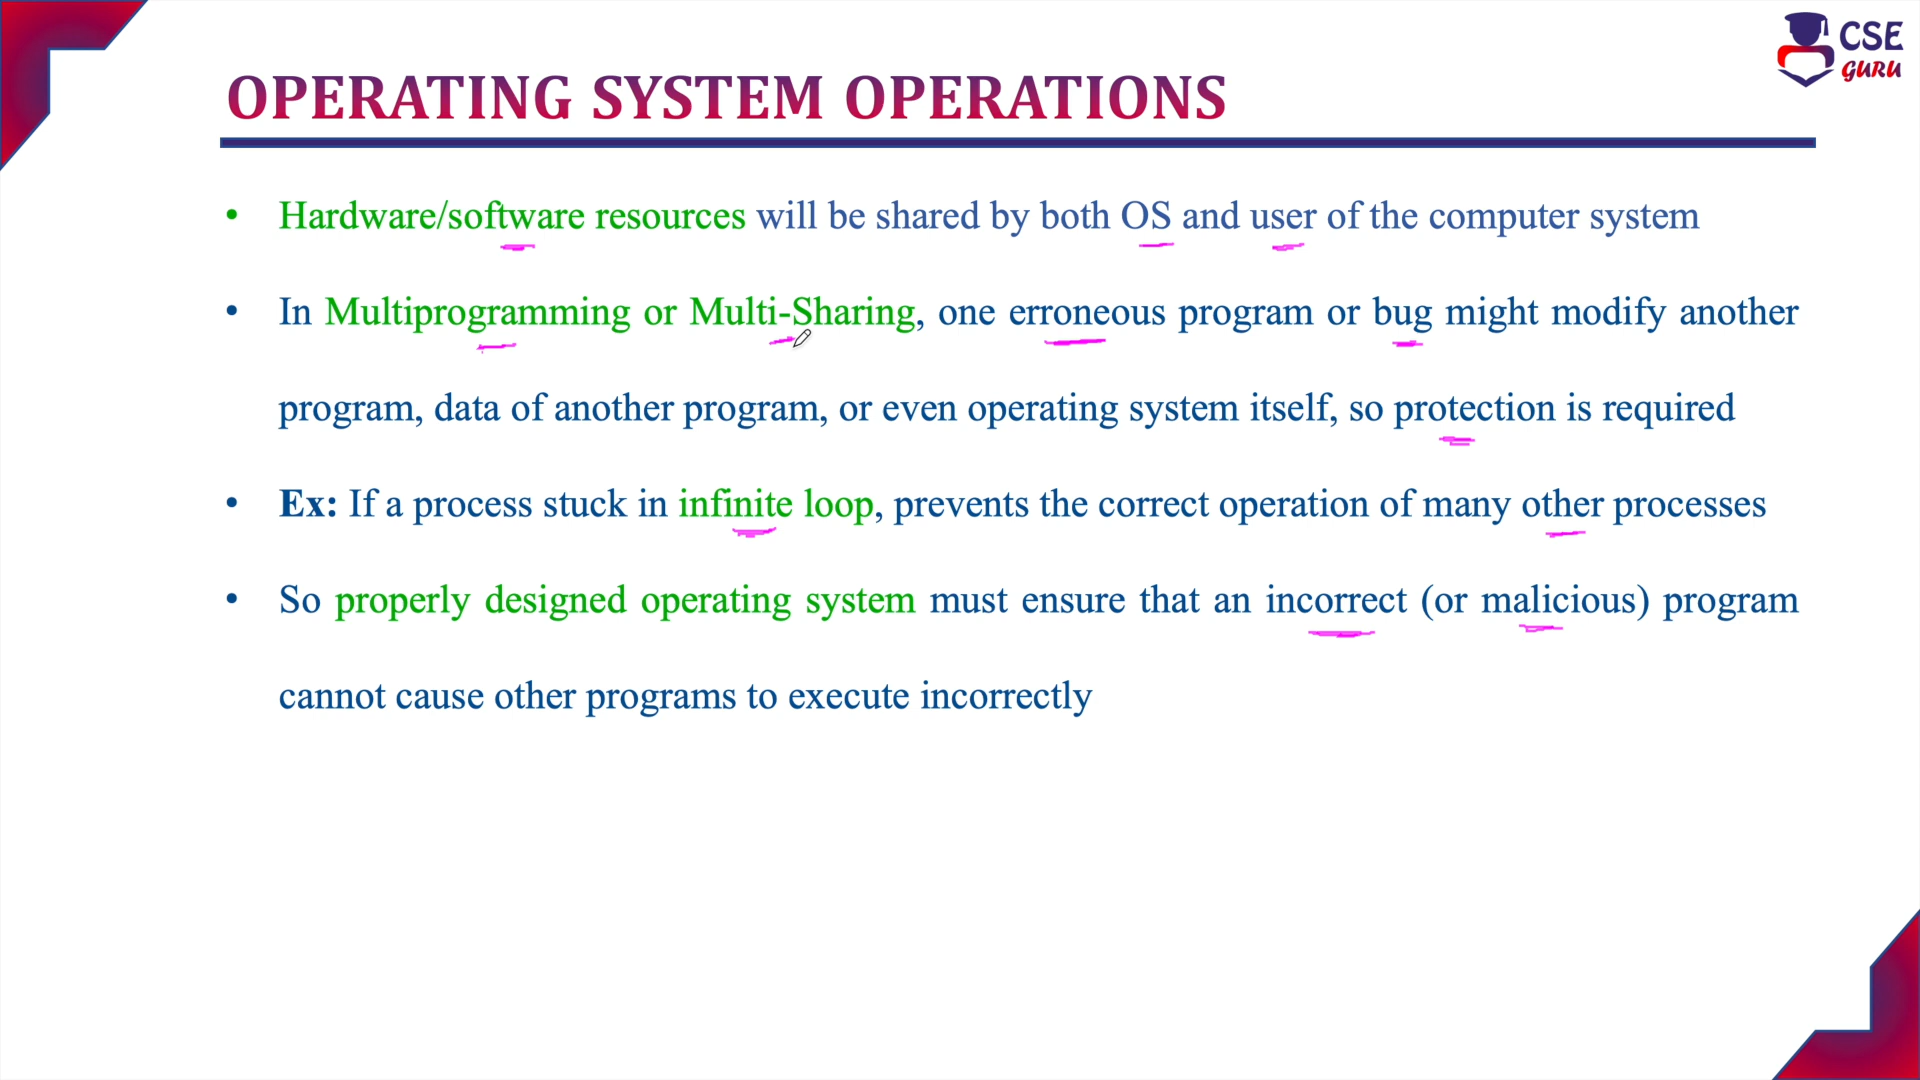 CSE
GURU
OPERATING SYSTEM OPERATIONS
• Hardware/software resources will be shared by both OS and user of the computer system
• In Multiprogramming or Multi-Sharing, one erroneous program or bug might modify another
program, data of another program, or even operating system itself, so protection is required
• Ex: If a process stuck in infinite loop, prevents the correct operation of many other processes
• So properly designed operating system must ensure that an incorrect (or malicious) program
cannot cause other programs to execute incorrectly